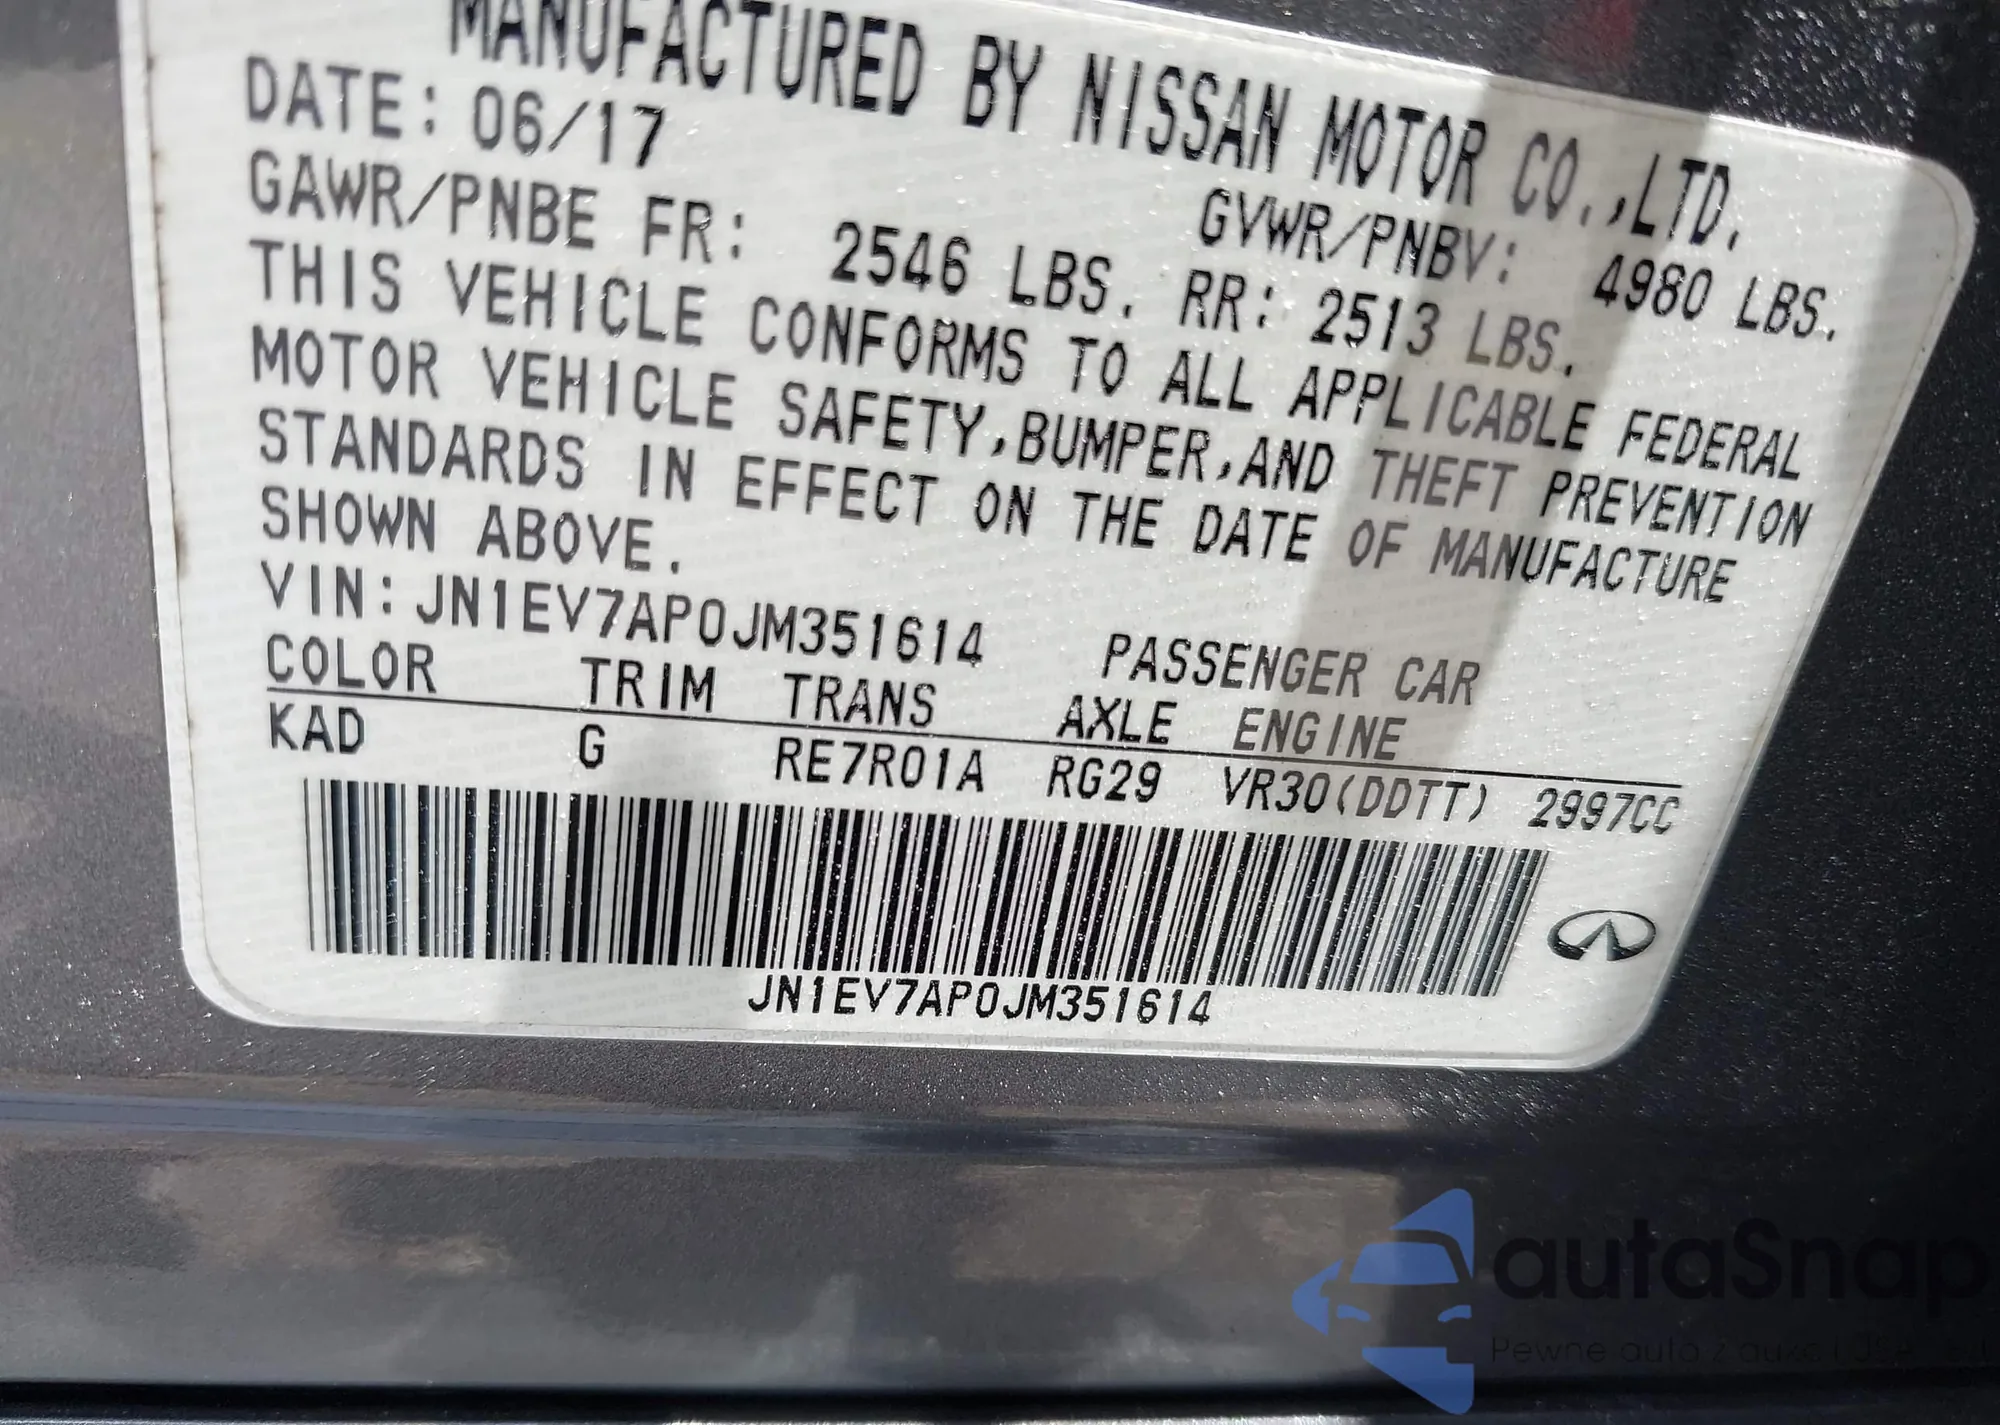 MANUFACTURED BY NISSAN MOTOR CO.,LTD.
DATE: 06/17
GVWR/PNBV: 4980 LBS.
GAWR/PNBE FR: 2546 LBS. RR: 2513 LBS.
THIS VEHICLE CONFORMS TO ALL APPLICABLE FEDERAL
MOTOR VEHICLE SAFETY,BUMPER,AND THEFT PREVENTION
STANDARDS IN EFFECT ON THE DATE OF MANUFACTURE
SHOWN ABOVE.
VIN: JN1EV7AP0JM351614 PASSENGER CAR
COLOR TRIM TRANS AXLE ENGINE
KAD G RE7R01A RG29 VR30(DDTT) 2997CC
JN1EV7AP0JM351614
autoSnap
Pewne auto z